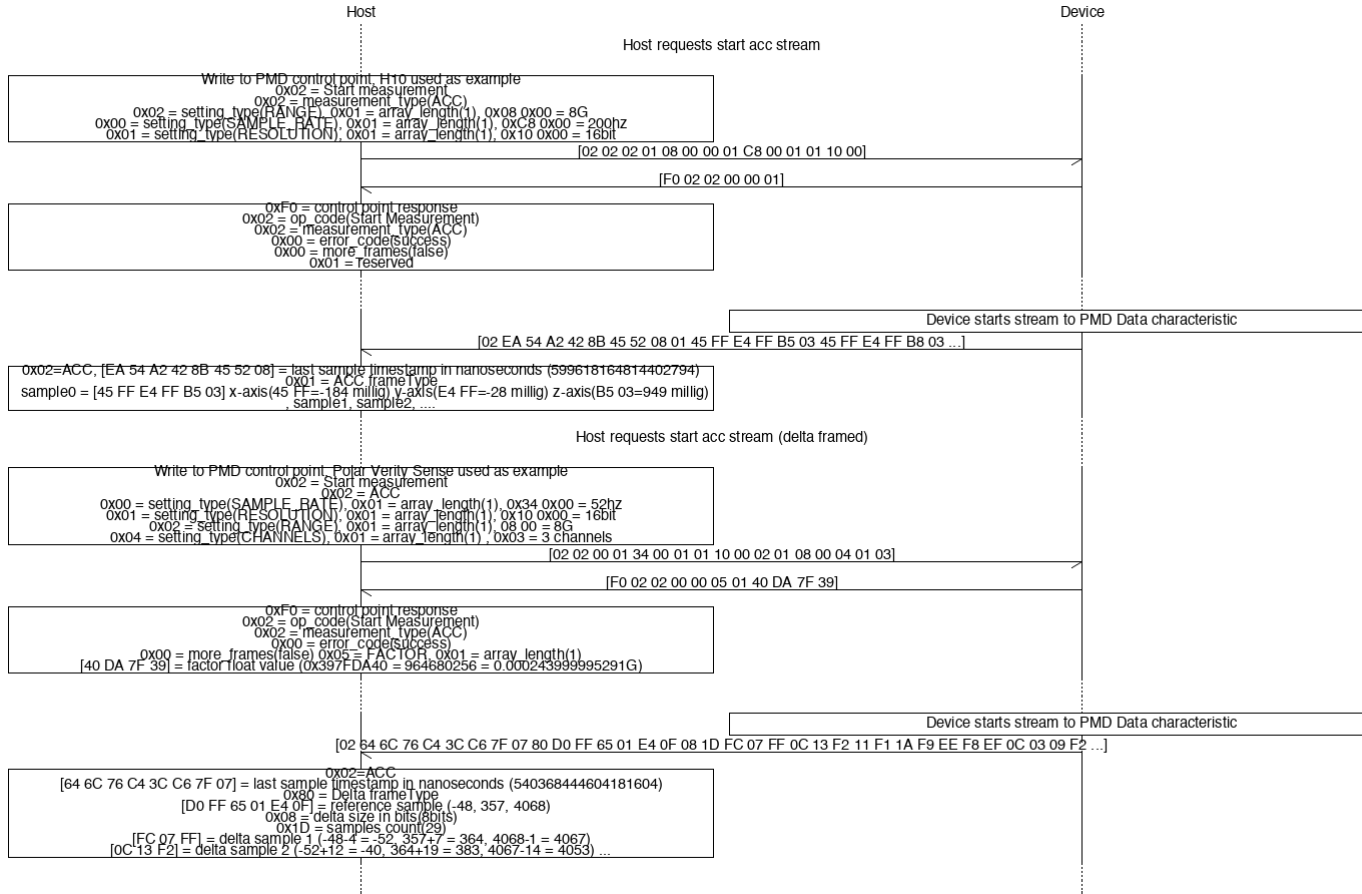 Host
Device
Host requests start acc stream
Write to PMD control point, H10 used as example
0x02 = Start measurement
0x02 = measurement_type(ACC)
0x02 = setting_type(RANGE), 0x01 = array_length(1), 0x08 0x00 = 8G
0x00 = setting_type(SAMPLE_RATE), 0x01 = array_length(1), 0xC8 0x00 = 200hz
0x01 = setting_type(RESOLUTION), 0x01 = array_length(1), 0x10 0x00 = 16bit
[02 02 02 01 08 00 00 01 C8 00 01 01 10 00]
[F0 02 02 00 00 01]
0xF0 = control point response
0x02 = op_code(Start Measurement)
0x02 = measurement_type(ACC)
0x00 = error_code(success)
0x00 = more_frames(false)
0x01 = reserved
Device starts stream to PMD Data characteristic
[02 EA 54 A2 42 8B 45 52 08 01 45 FF E4 FF B5 03 45 FF E4 FF B8 03 ...]
0x02=ACC, [EA 54 A2 42 8B 45 52 08] = last sample timestamp in nanoseconds (599618164814402794)
0x01 = ACC frameType
sample0 = [45 FF E4 FF B5 03] x-axis(45 FF=-184 millig) y-axis(E4 FF=-28 millig) z-axis(B5 03=949 millig)
, sample1, sample2, ....
Host requests start acc stream (delta framed)
Write to PMD control point, Polar Verity Sense used as example
0x02 = Start measurement
0x02 = ACC
0x00 = setting_type(SAMPLE_RATE), 0x01 = array_length(1), 0x34 0x00 = 52hz
0x01 = setting_type(RESOLUTION), 0x01 = array_length(1), 0x10 0x00 = 16bit
0x02 = setting_type(RANGE), 0x01 = array_length(1), 08 00 = 8G
0x04 = setting_type(CHANNELS), 0x01 = array_length(1) , 0x03 = 3 channels
[02 02 00 01 34 00 01 01 10 00 02 01 08 00 04 01 03]
[F0 02 02 00 00 05 01 40 DA 7F 39]
0xF0 = control point response
0x02 = op_code(Start Measurement)
0x02 = measurement_type(ACC)
0x00 = error_code(success)
0x00 = more_frames(false) 0x05 = FACTOR, 0x01 = array_length(1)
[40 DA 7F 39] = factor float value (0x397FDA40 = 964680256 = 0.000243999995291G)
Device starts stream to PMD Data characteristic
[02 64 6C 76 C4 3C C6 7F 07 80 D0 FF 65 01 E4 0F 08 1D FC 07 FF 0C 13 F2 11 F1 1A F9 EE F8 EF 0C 03 09 F2 ...]
0x02=ACC
[64 6C 76 C4 3C C6 7F 07] = last sample timestamp in nanoseconds (540368444604181604)
0x80 = Delta frameType
[D0 FF 65 01 E4 0F] = reference sample (-48, 357, 4068)
0x08 = delta size in bits(8bits)
0x1D = samples count(29)
[FC 07 FF] = delta sample 1 (-48-4 = -52, 357+7 = 364, 4068-1 = 4067)
[0C 13 F2] = delta sample 2 (-52+12 = -40, 364+19 = 383, 4067-14 = 4053) ...